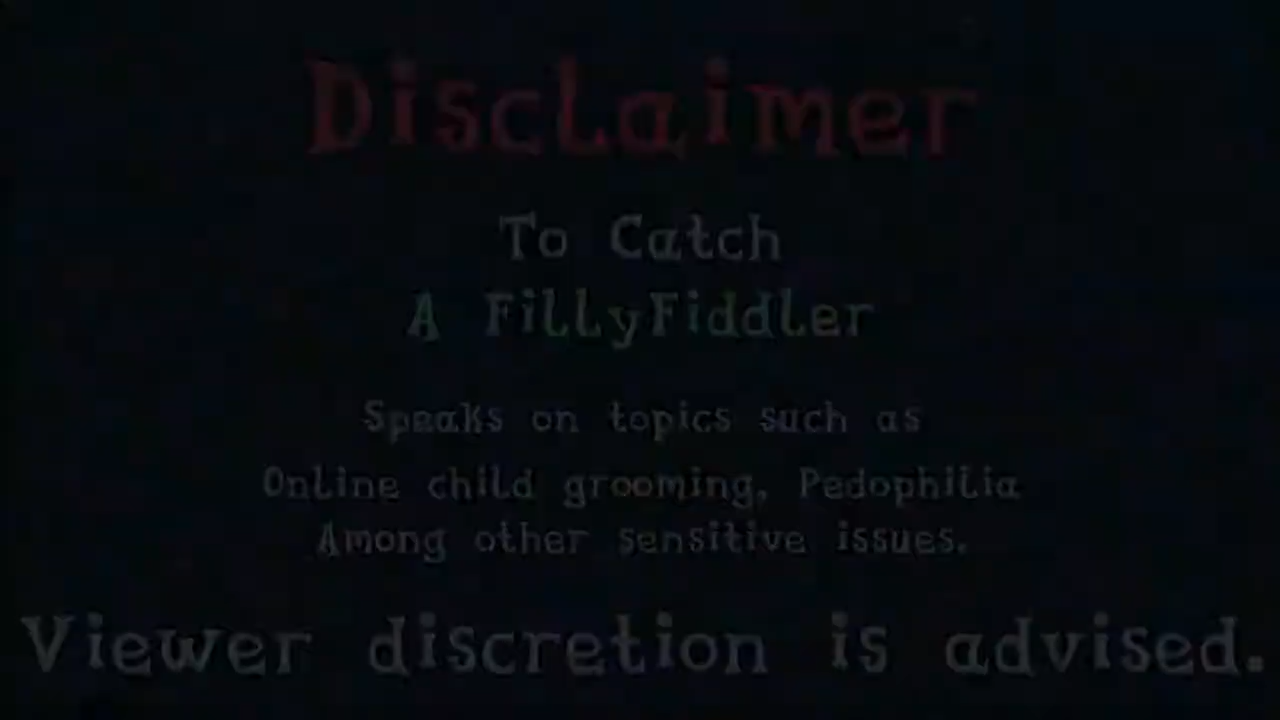 Disclaimer
To Catch
A FillyFiddler
Speaks on topics such as
Online child grooming, Pedophilia
Among other sensitive issues.
Viewer discretion is advised.